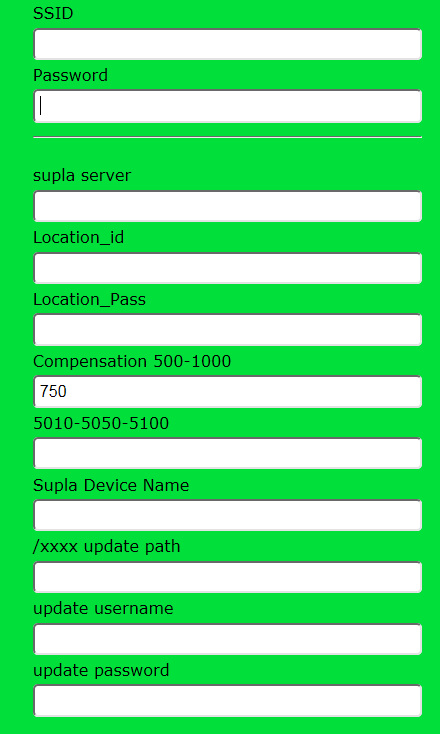 SSID
Password
supla server
Location_id
Location_Pass
Compensation 500-1000
750
5010-5050-5100
Supla Device Name
/xxxx update path
update username
update password